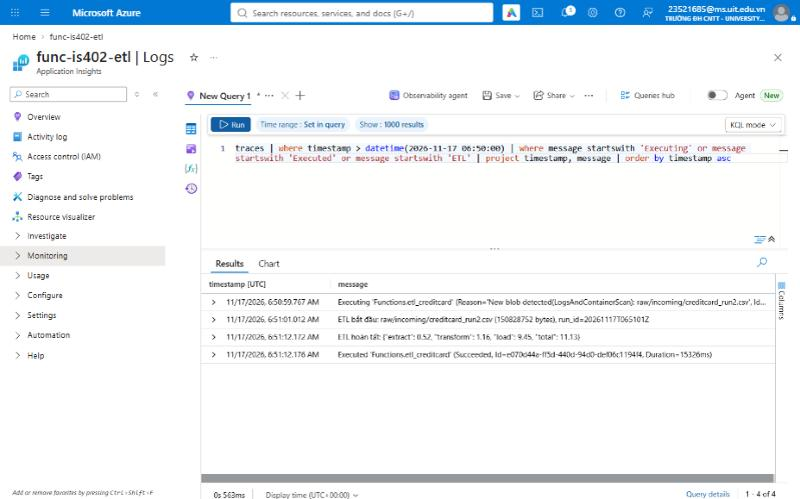 Microsoft Azure
Search resources, services, and docs (G+/)
1
23521685@ms.uit.edu.vn
TRƯỜNG ĐH CNTT - UNIVERSITY...
Home > func-is402-etl
func-is402-etl | Logs
Application Insights
Search
Overview
Activity log
Access control (IAM)
Tags
Diagnose and solve problems
Resource visualizer
Investigate
Monitoring
Usage
Configure
Settings
Automation
Help
Add or remove favorites by pressing Ctrl+Shift+F
New Query 1 * ...
Observability agent
Save
Share
...
Queries hub
Agent New
Run
Time range : Set in query
Show : 1000 results
KQL mode
1 traces | where timestamp > datetime(2026-11-17 06:50:00) | where message startswith 'Executing' or message
startswith 'Executed' or message startswith 'ETL' | project timestamp, message | order by timestamp asc
Results Chart
timestamp [UTC] message
11/17/2026, 6:50:59.767 AM Executing 'Functions.etl_creditcard' (Reason='New blob detected(LogsAndContainerScan): raw/incoming/creditcard_run2.csv', Id...
11/17/2026, 6:51:01.012 AM ETL bắt đầu: raw/incoming/creditcard_run2.csv (150828752 bytes), run_id=20261117T065101Z
11/17/2026, 6:51:12.172 AM ETL hoàn tất: {"extract": 0.52, "transform": 1.16, "load": 9.45, "total": 11.13}
11/17/2026, 6:51:12.176 AM Executed 'Functions.etl_creditcard' (Succeeded, Id=e070d44a-ff5d-440d-94d0-def06c1194f4, Duration=15326ms)
Columns
0s 563ms
Display time (UTC+00:00)
Query details
1 - 4 of 4